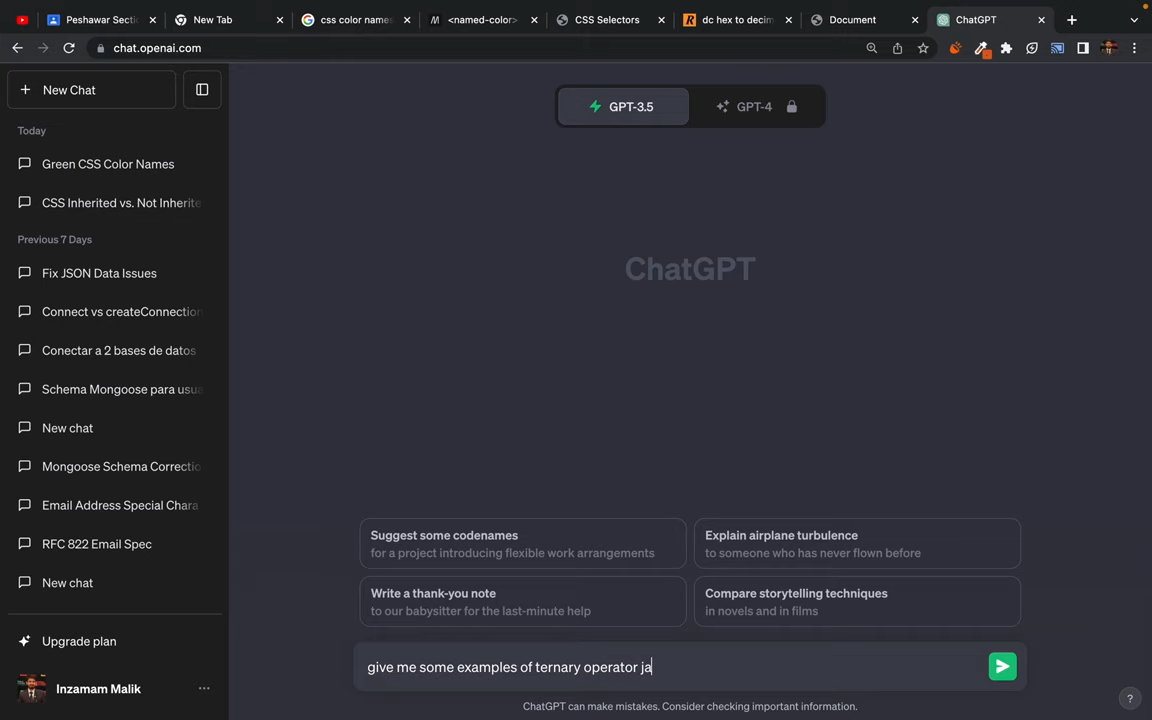 Peshawar Secti
New Tab
css color name
<named-color>
CSS Selectors
dc hex to decim
Document
ChatGPT
chat.openai.com
New Chat
GPT-3.5
GPT-4
Today
Green CSS Color Names
CSS Inherited vs. Not Inherite
Previous 7 Days
Fix JSON Data Issues
Connect vs createConnection
Conectar a 2 bases de datos
Schema Mongoose para usua
New chat
Mongoose Schema Correctio
Email Address Special Chara
RFC 822 Email Spec
New chat
Upgrade plan
Inzamam Malik
ChatGPT
Suggest some codenames
for a project introducing flexible work arrangements
Explain airplane turbulence
to someone who has never flown before
Write a thank-you note
to our babysitter for the last-minute help
Compare storytelling techniques
in novels and in films
give me some examples of ternary operator ja
ChatGPT can make mistakes. Consider checking important information.
?